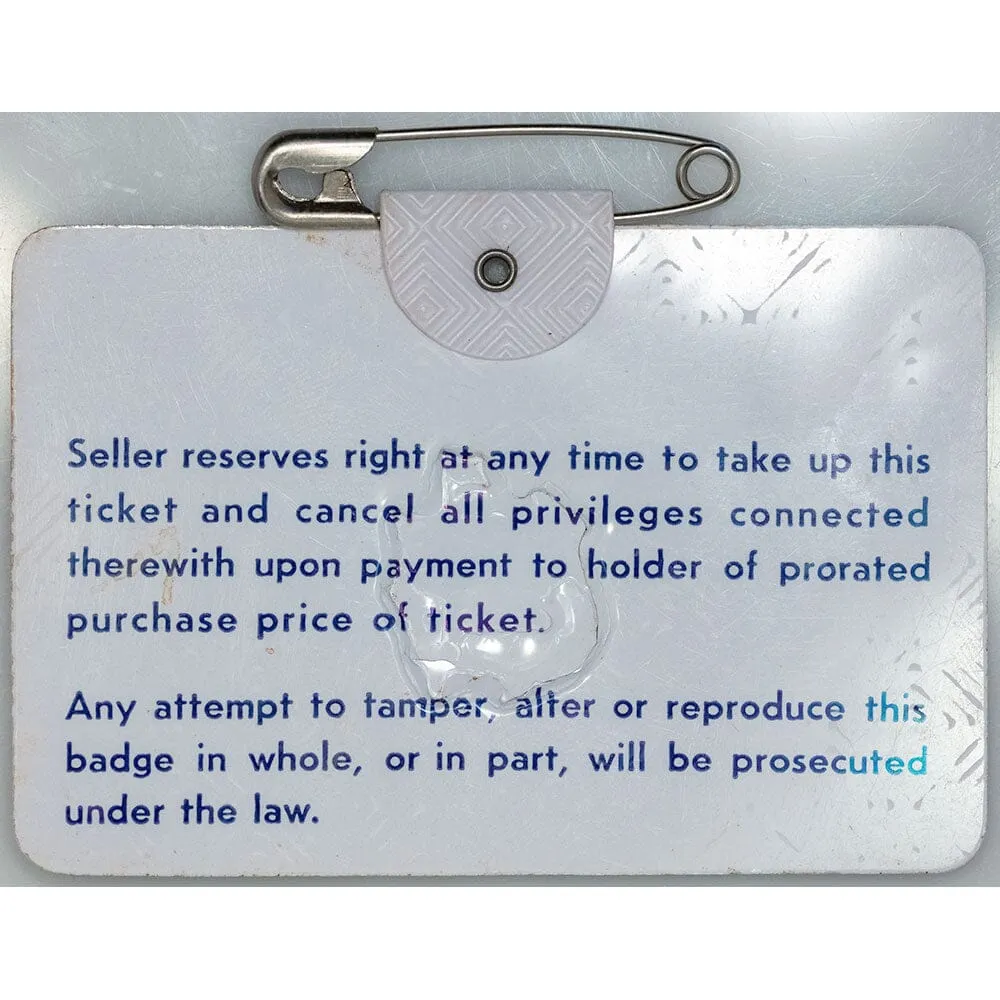 Seller reserves right at any time to take up this
ticket and cancel all privileges connected
therewith upon payment to holder of prorated
purchase price of ticket.
Any attempt to tamper, alter or reproduce this
badge in whole, or in part, will be prosecuted
under the law.